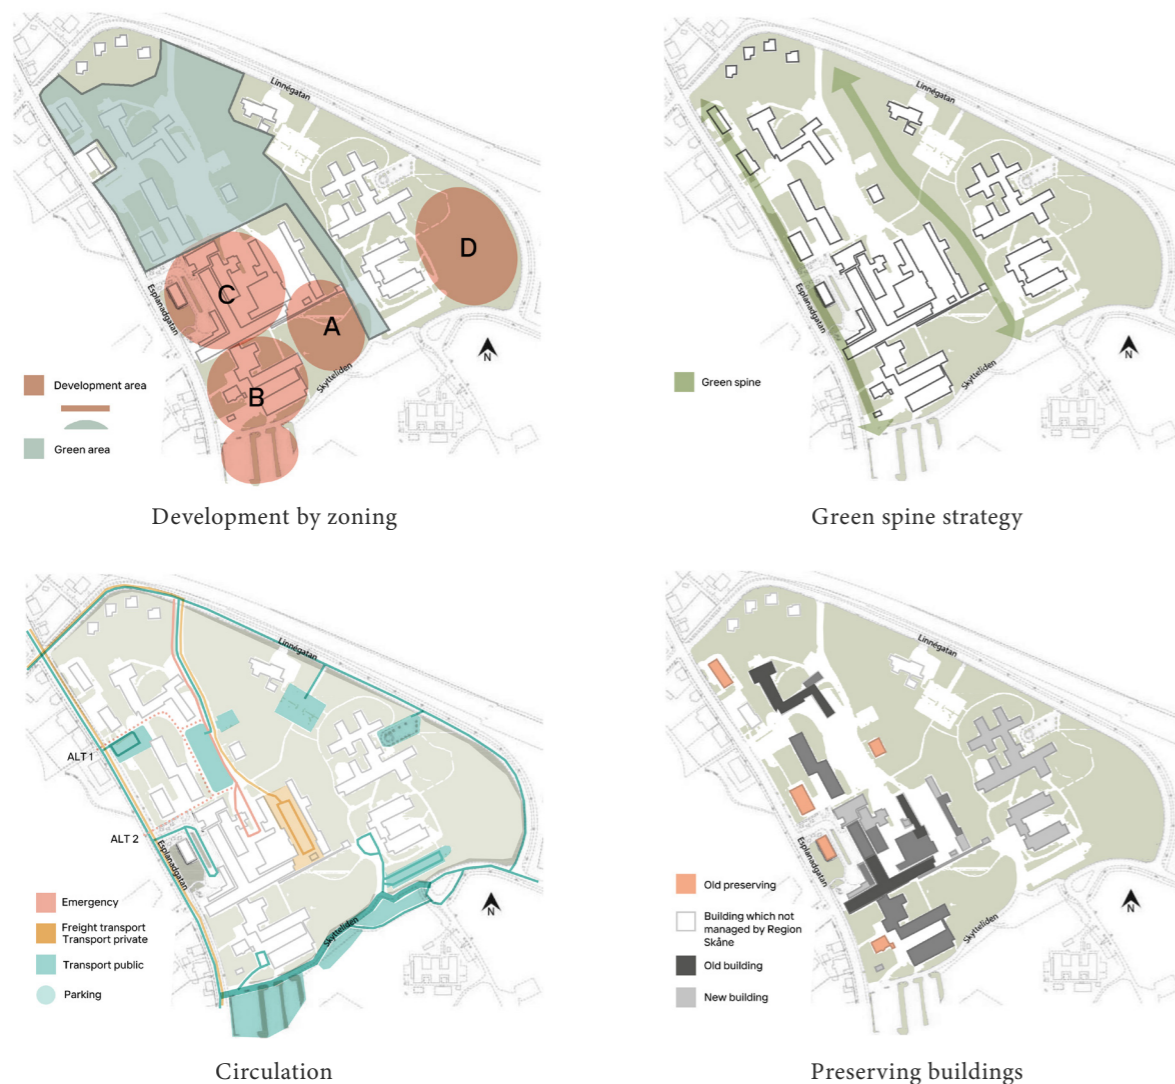 Linnégatan
D
C
A
Esplanadgatan
N
B
Skytteliden
Development area
Green area
Development by zoning
Linnégatan
Esplanadgatan
N
Green spine
Skytteliden
Green spine strategy
Linnégatan
ALT 1
ALT 2
Esplanadgatan
Emergency
N
Freight transport
Transport private
Skytteliden
Transport public
Parking
Circulation
Linnégatan
Esplanadgatan
Old preserving
N
Building which not
managed by Region
Skåne
Skytteliden
Old building
New building
Preserving buildings